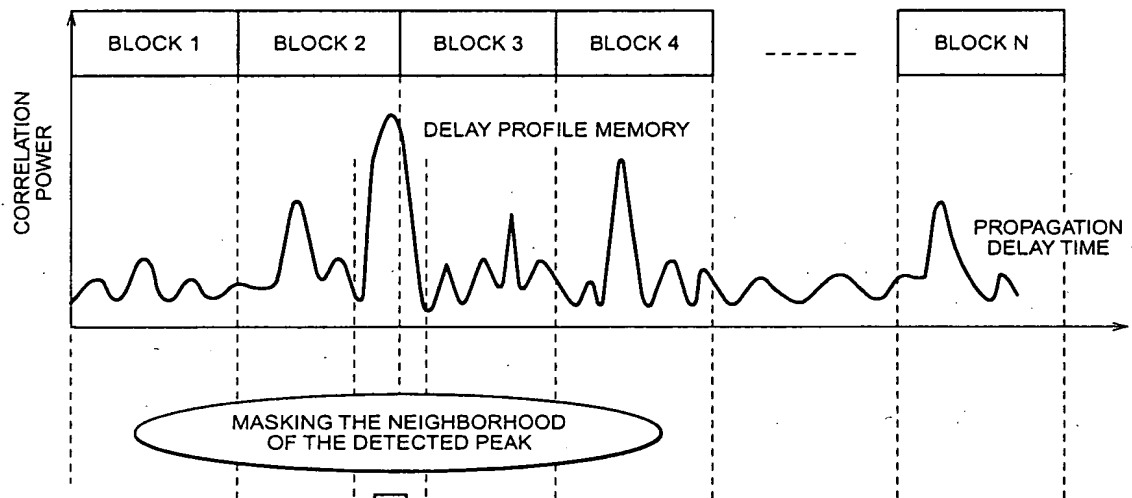 BLOCK 1
BLOCK 2
BLOCK 3
BLOCK 4
BLOCK N
CORRELATION
POWER
DELAY PROFILE MEMORY
PROPAGATION
DELAY TIME
MASKING THE NEIGHBORHOOD
OF THE DETECTED PEAK